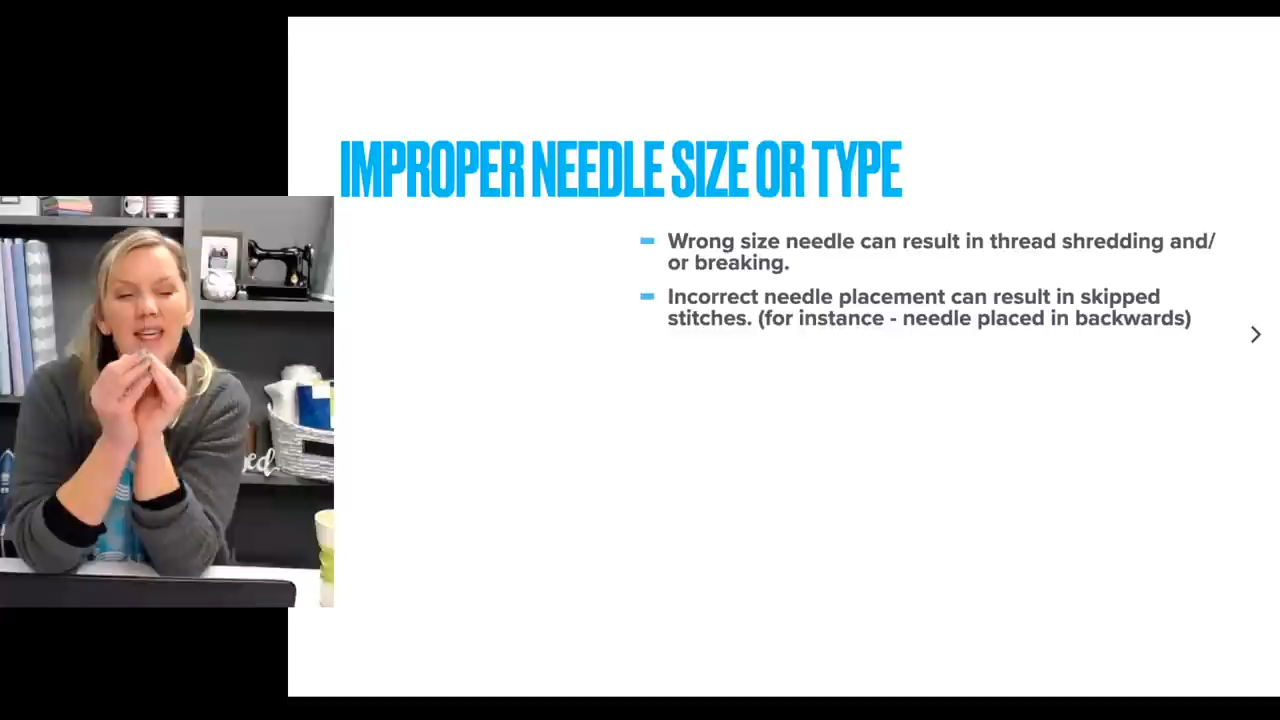 IMPROPER NEEDLE SIZE OR TYPE
Wrong size needle can result in thread shredding and/
or breaking.
Incorrect needle placement can result in skipped
stitches. (for instance - needle placed in backwards)